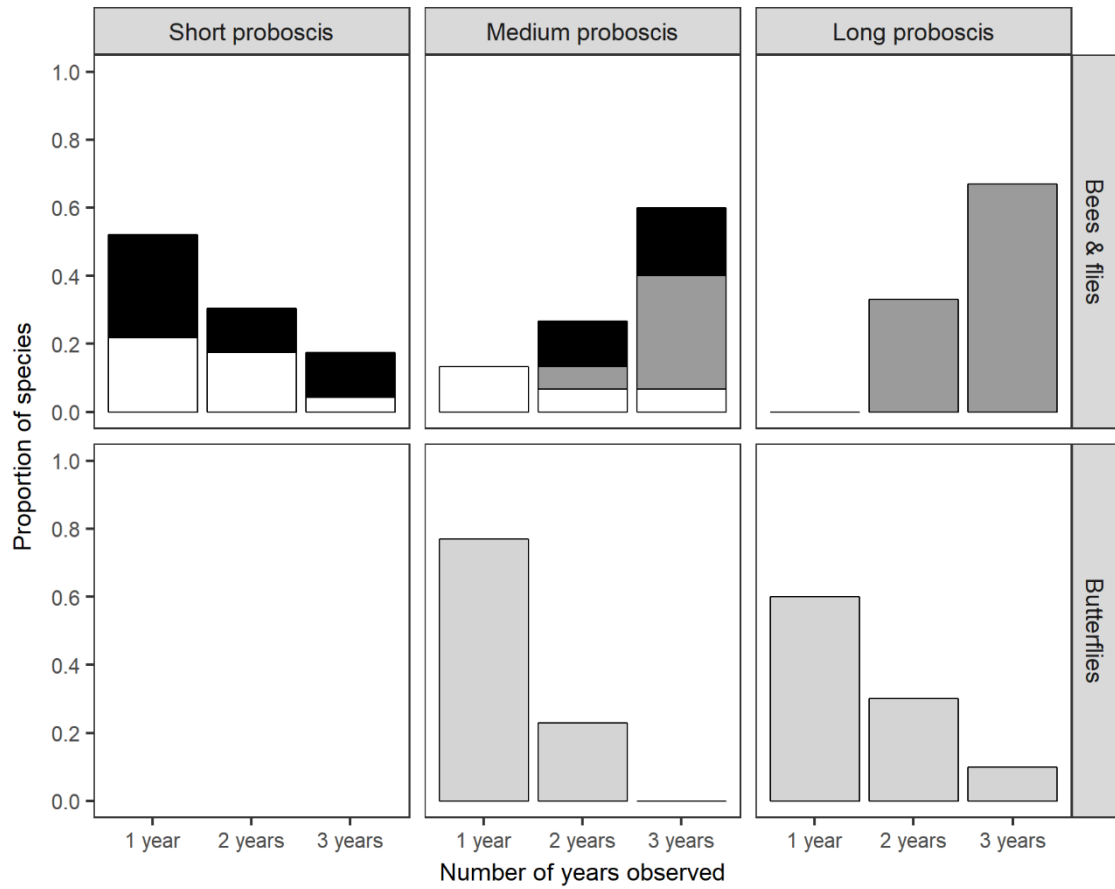 Short proboscis
Medium proboscis
Long proboscis
Proportion of species
1.0
0.8
0.6
0.4
0.2
0.0
Bees & flies
1.0
0.8
0.6
0.4
0.2
0.0
Butterflies
1 year
2 years
3 years
1 year
2 years
3 years
1 year
2 years
3 years
Number of years observed